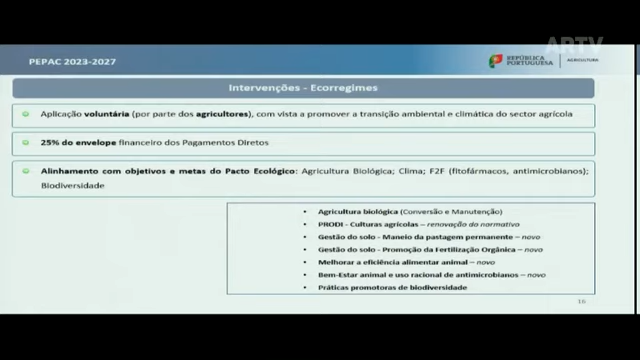 ARTV
PEPAC 2023-2027
REPÚBLICA
PORTUGUESA
AGRICULTURA
Intervenções - Ecorregimes
Aplicação voluntária (por parte dos agricultores), com vista a promover a transição ambiental e climática do sector agrícola
25% do envelope financeiro dos Pagamentos Diretos
Alinhamento com objetivos e metas do Pacto Ecológico: Agricultura Biológica; Clima; F2F (fitofármacos, antimicrobianos);
Biodiversidade
• Agricultura biológica (Conversão e Manutenção)
• PRODI - Culturas agrícolas – renovação do normativo
• Gestão do solo - Maneio da pastagem permanente – novo
• Gestão do solo - Promoção da Fertilização Orgânica – novo
• Melhorar a eficiência alimentar animal – novo
• Bem-Estar animal e uso racional de antimicrobianos – novo
• Práticas promotoras de biodiversidade
16